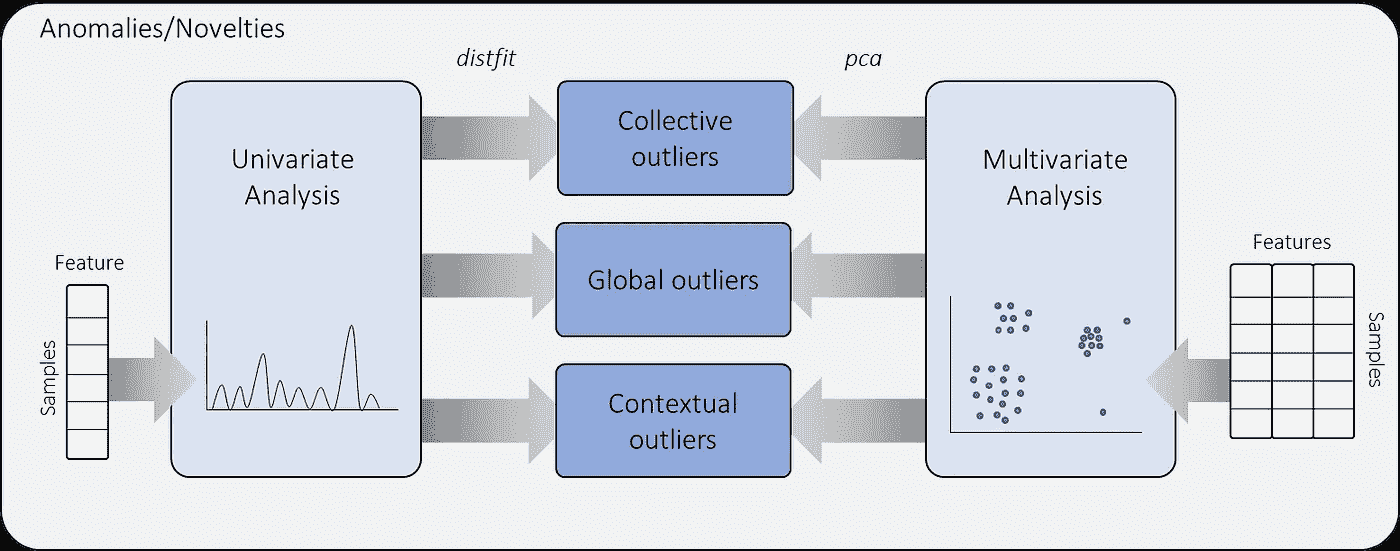 Anomalies/Novelties
distfit
pca
Univariate
Analysis
Collective
outliers
Multivariate
Analysis
Feature
Samples
Global outliers
Features
Samples
Contextual
outliers